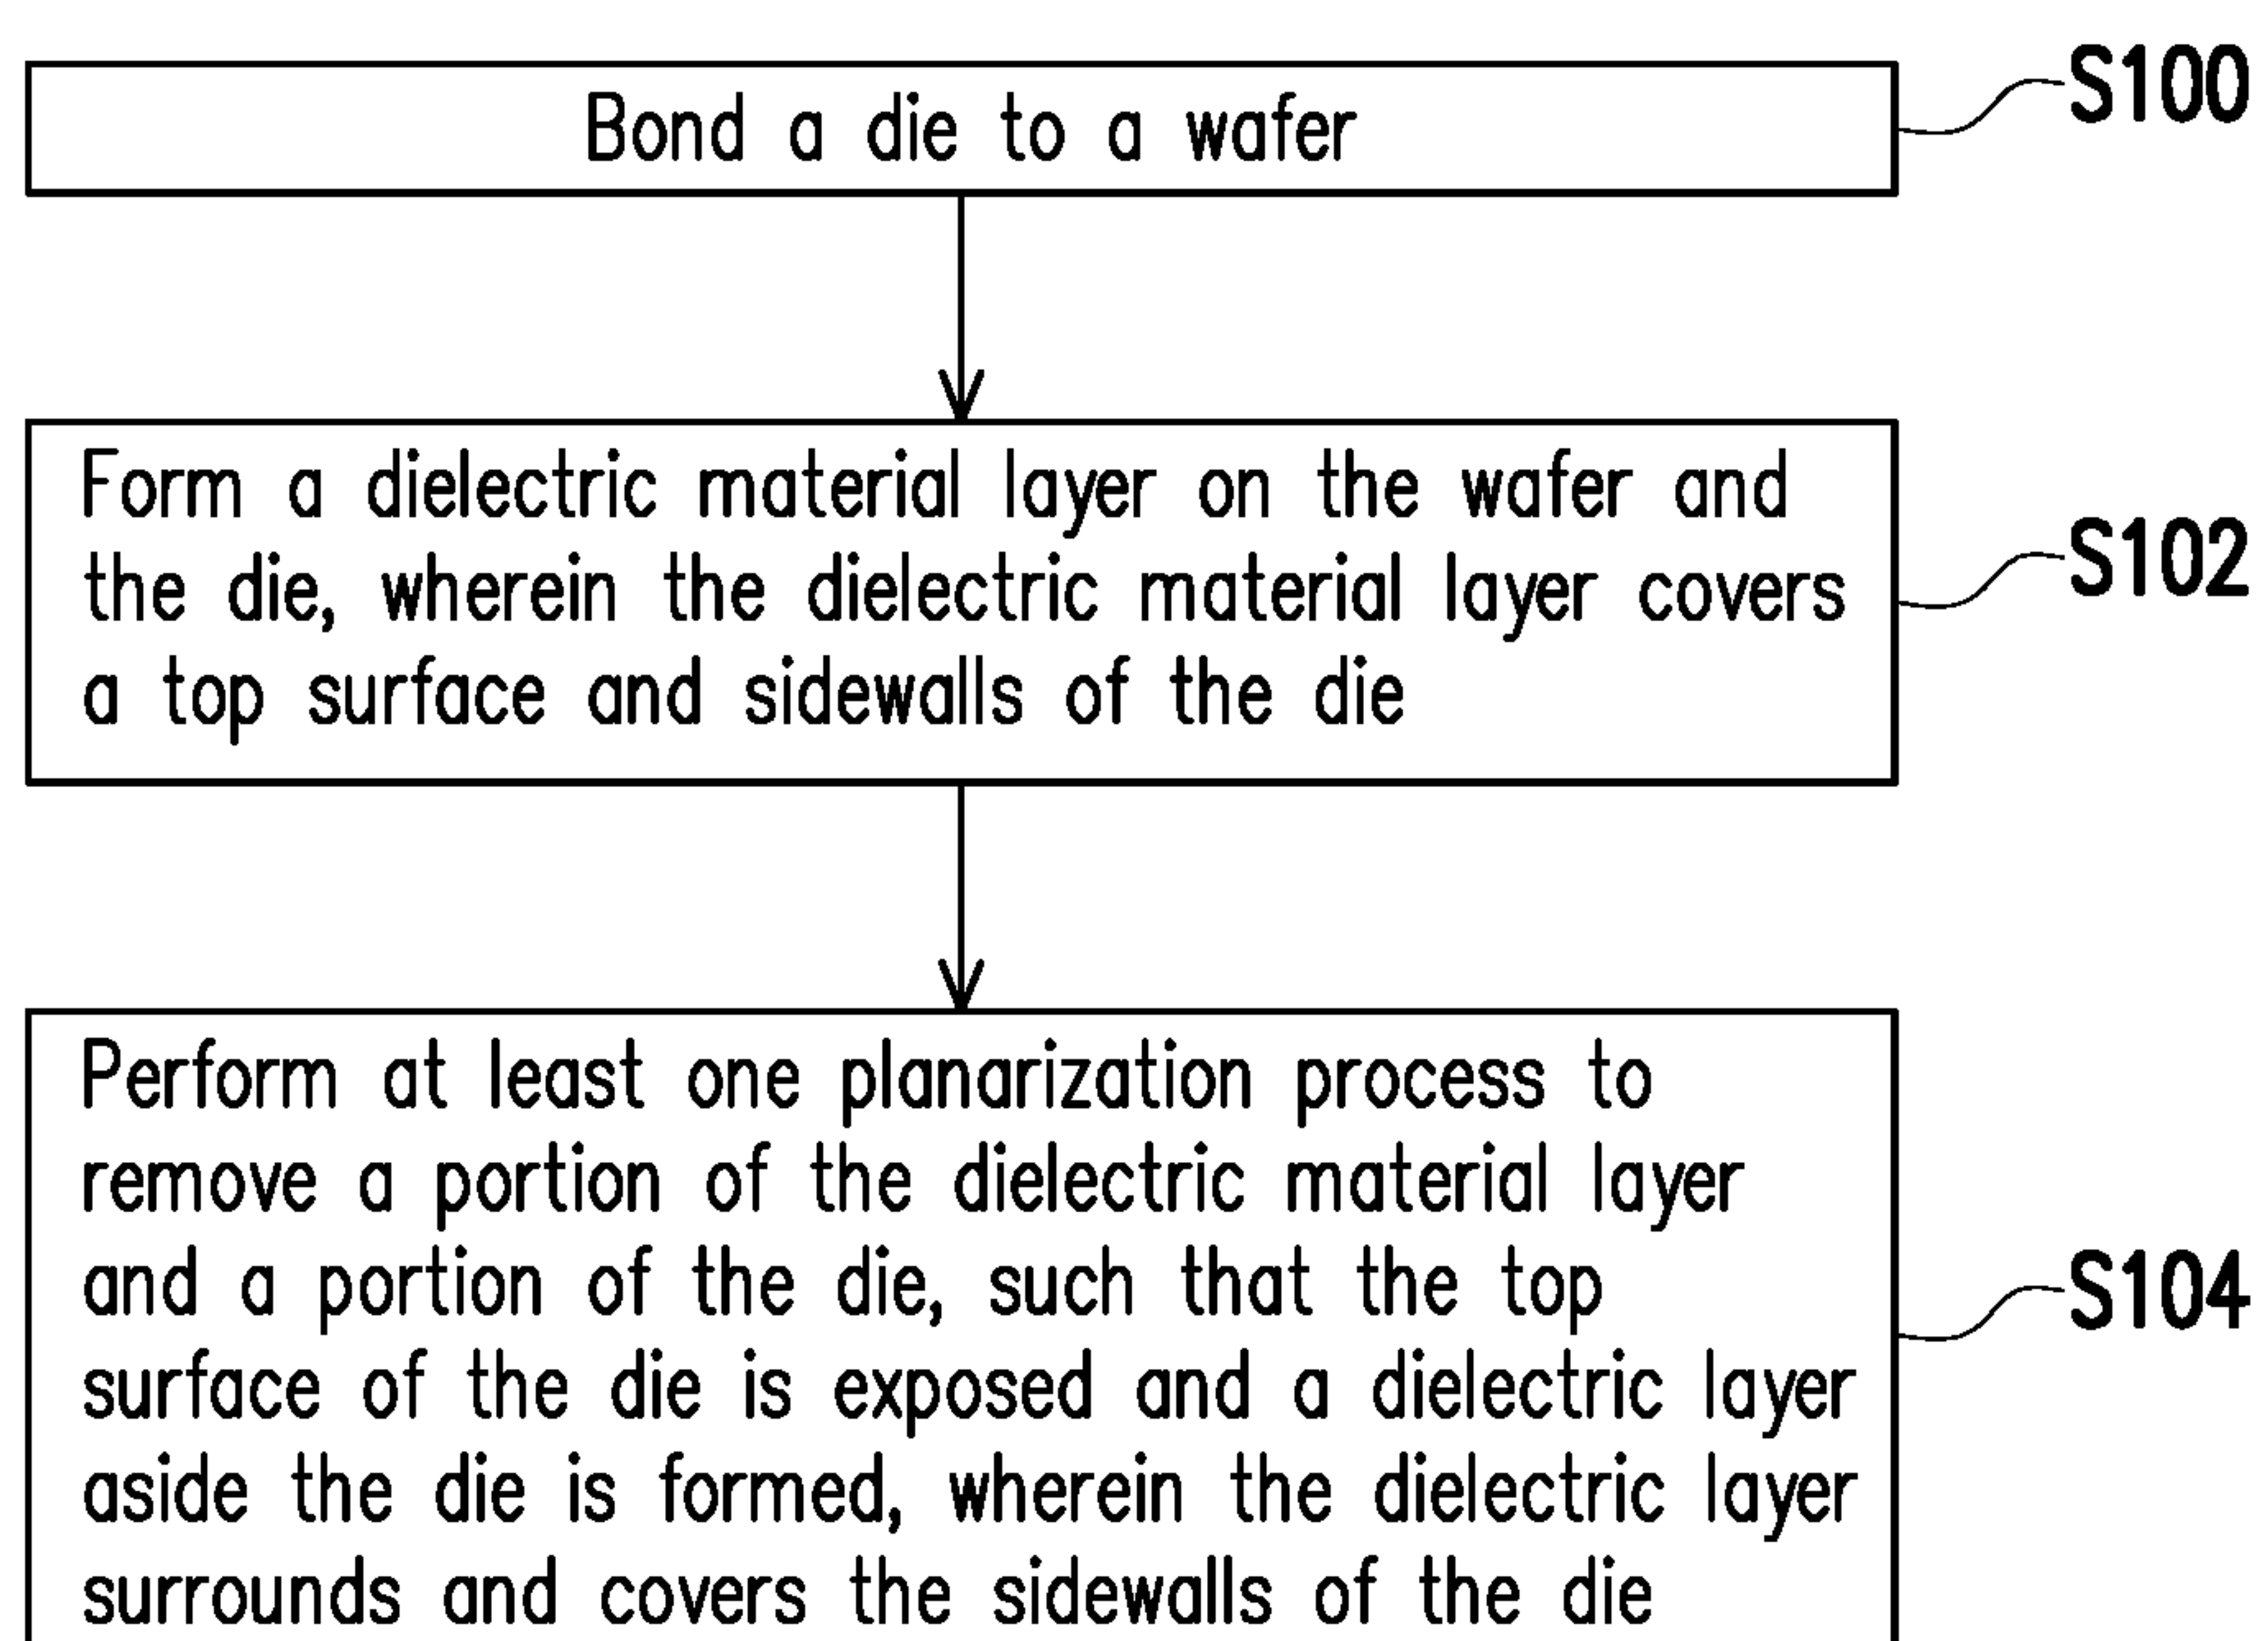 Bond a die to a wafer
S100
Form a dielectric material layer on the wafer and
the die, wherein the dielectric material layer covers
a top surface and sidewalls of the die
S102
Perform at least one planarization process to
remove a portion of the dielectric material layer
and a portion of the die, such that the top
surface of the die is exposed and a dielectric layer
aside the die is formed, wherein the dielectric layer
surrounds and covers the sidewalls of the die
S104